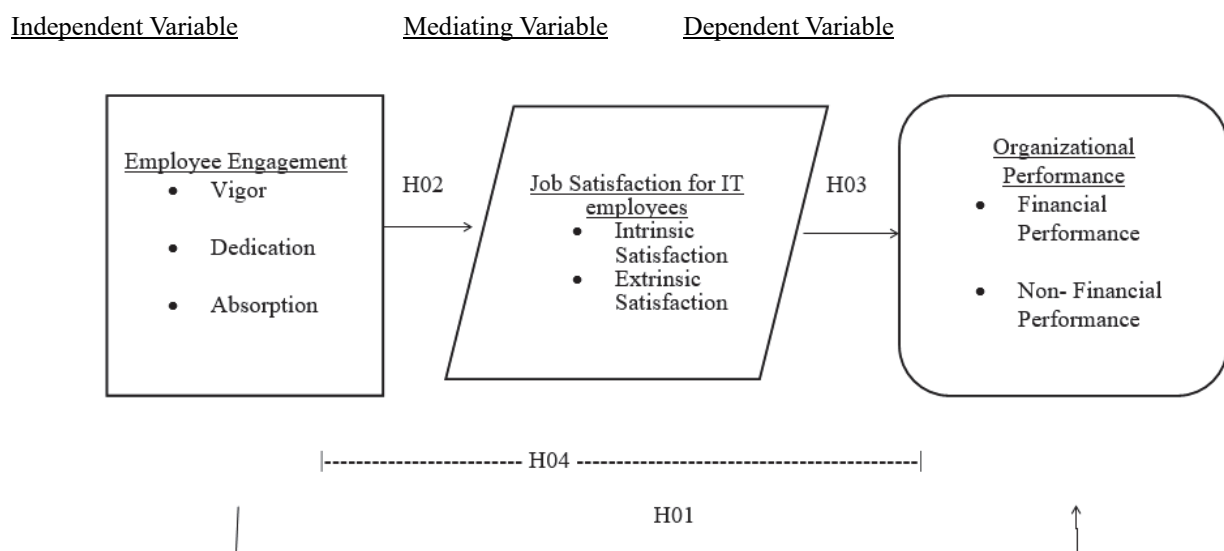 Independent Variable
Mediating Variable
Dependent Variable
Employee Engagement
• Vigor
• Dedication
• Absorption
H02
Job Satisfaction for IT
employees
• Intrinsic
Satisfaction
• Extrinsic
Satisfaction
H03
Organizational
Performance
• Financial
Performance
• Non- Financial
Performance
H04
H01